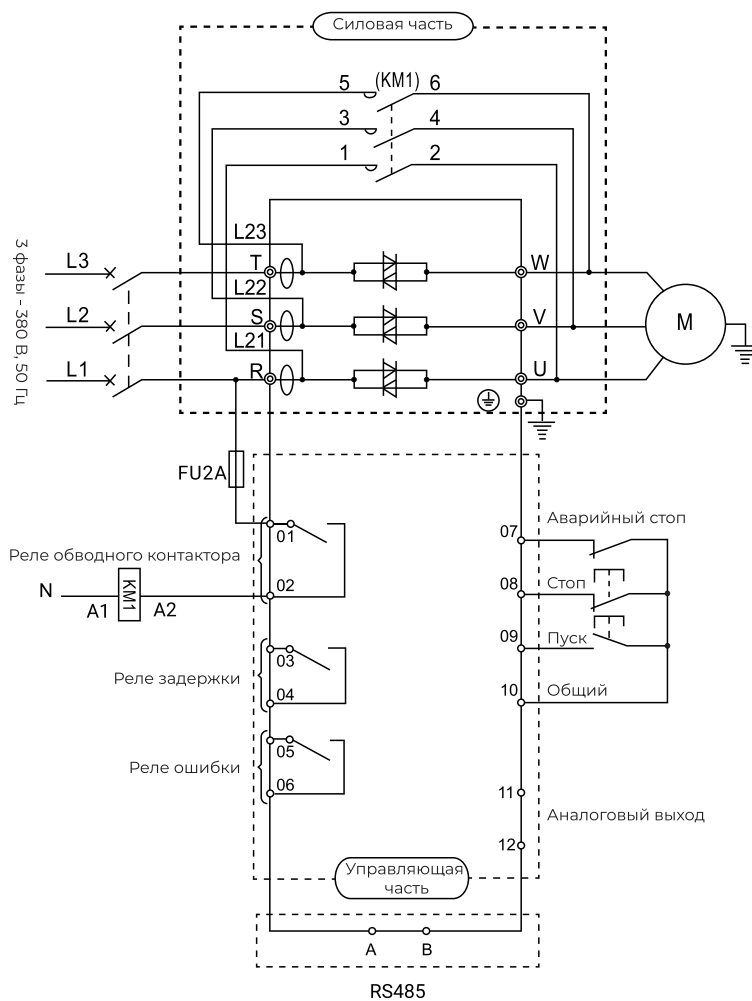 Силовая часть
5 (KM1) 6
3 4
1 2
L23
T W
L3
L22
S V
L2
L21
R U
L1
M
3 фазы - 380 В, 50 Гц
FU2A
01
Реле обводного контактора
02
N
A1 KM1 A2
03
Реле задержки
04
05
Реле ошибки
06
07 Аварийный стоп
08 Стоп
09 Пуск
10 Общий
11
Аналоговый выход
12
Управляющая
часть
A B
RS485